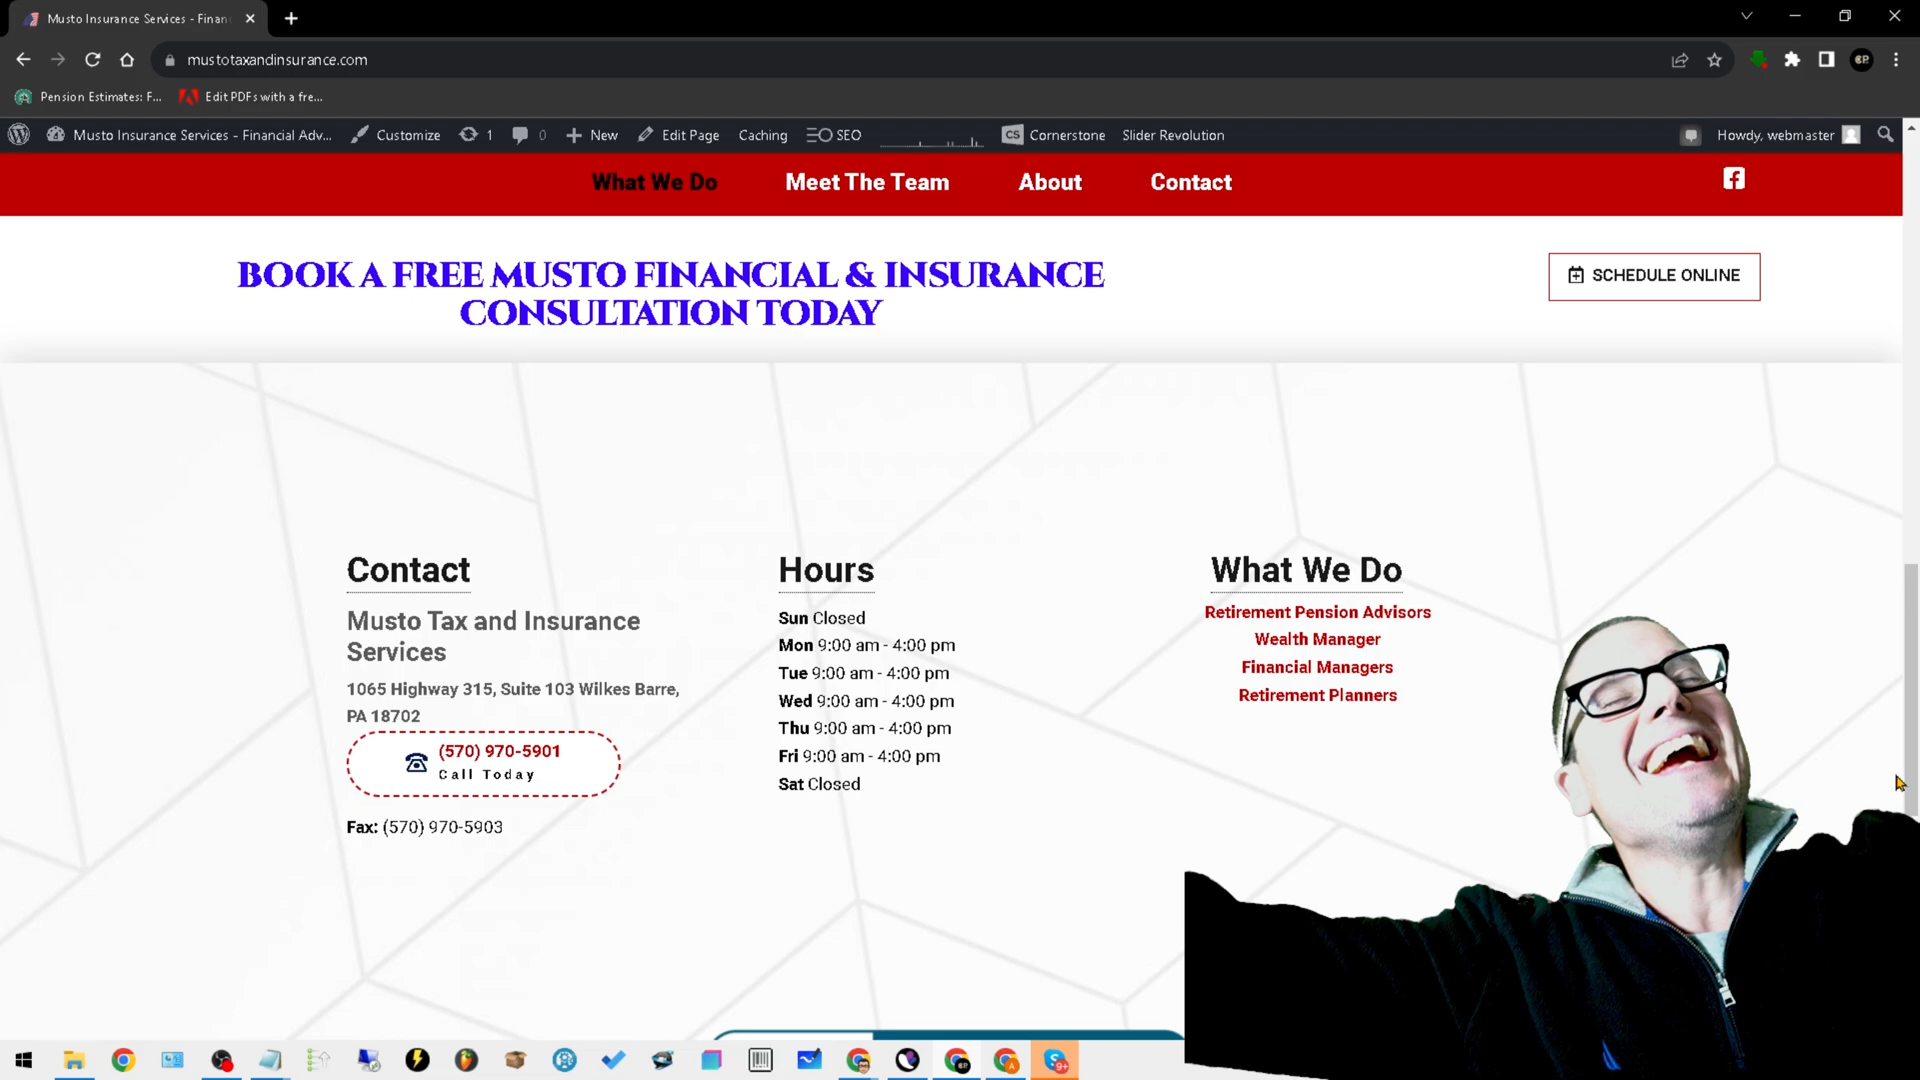 Musto Insurance Services - Finan
mustotaxandinsurance.com
Pension Estimates: F...
Edit PDFs with a fre...
Musto Insurance Services - Financial Adv...
Customize
1
0
New
Edit Page
Caching
SEO
CS
Cornerstone
Slider Revolution
Howdy, webmaster
What We Do
Meet The Team
About
Contact
BOOK A FREE MUSTO FINANCIAL & INSURANCE
CONSULTATION TODAY
SCHEDULE ONLINE
Contact
Musto Tax and Insurance
Services
1065 Highway 315, Suite 103 Wilkes Barre,
PA 18702
(570) 970-5901
Call Today
Fax: (570) 970-5903
Hours
Sun Closed
Mon 9:00 am - 4:00 pm
Tue 9:00 am - 4:00 pm
Wed 9:00 am - 4:00 pm
Thu 9:00 am - 4:00 pm
Fri 9:00 am - 4:00 pm
Sat Closed
What We Do
Retirement Pension Advisors
Wealth Manager
Financial Managers
Retirement Planners
9+